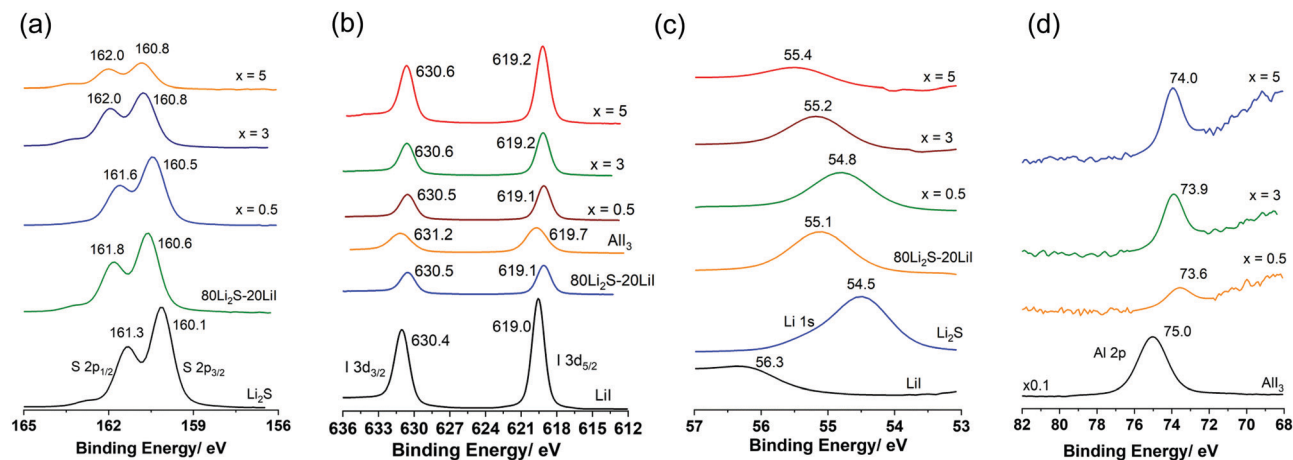 (a)
162.0 160.8
x = 5
162.0 160.8
x = 3
160.5
161.6
x = 0.5
160.6
161.8
80Li₂S-20LiI
160.1
161.3
S 2p₁/₂
S 2p₃/₂
Li₂S
165 162 159 156
Binding Energy/ eV
(b)
619.2
630.6
x = 5
630.6 619.2
x = 3
630.5 619.1
x = 0.5
AlI₃
631.2 619.7
630.5 619.1
80Li₂S-20LiI
630.4 619.0
I 3d₃/₂
I 3d₅/₂
LiI
636 633 630 627 624 621 618 615 612
Binding Energy/ eV
(c)
55.4
x = 5
55.2
x = 3
54.8
x = 0.5
55.1
80Li₂S-20LiI
54.5
Li 1s
Li₂S
56.3
LiI
57 56 55 54 53
Binding Energy/ eV
(d)
74.0
x = 5
73.9
x = 3
73.6
x = 0.5
75.0
Al 2p
x0.1
AlI₃
82 80 78 76 74 72 70 68
Binding Energy/ eV